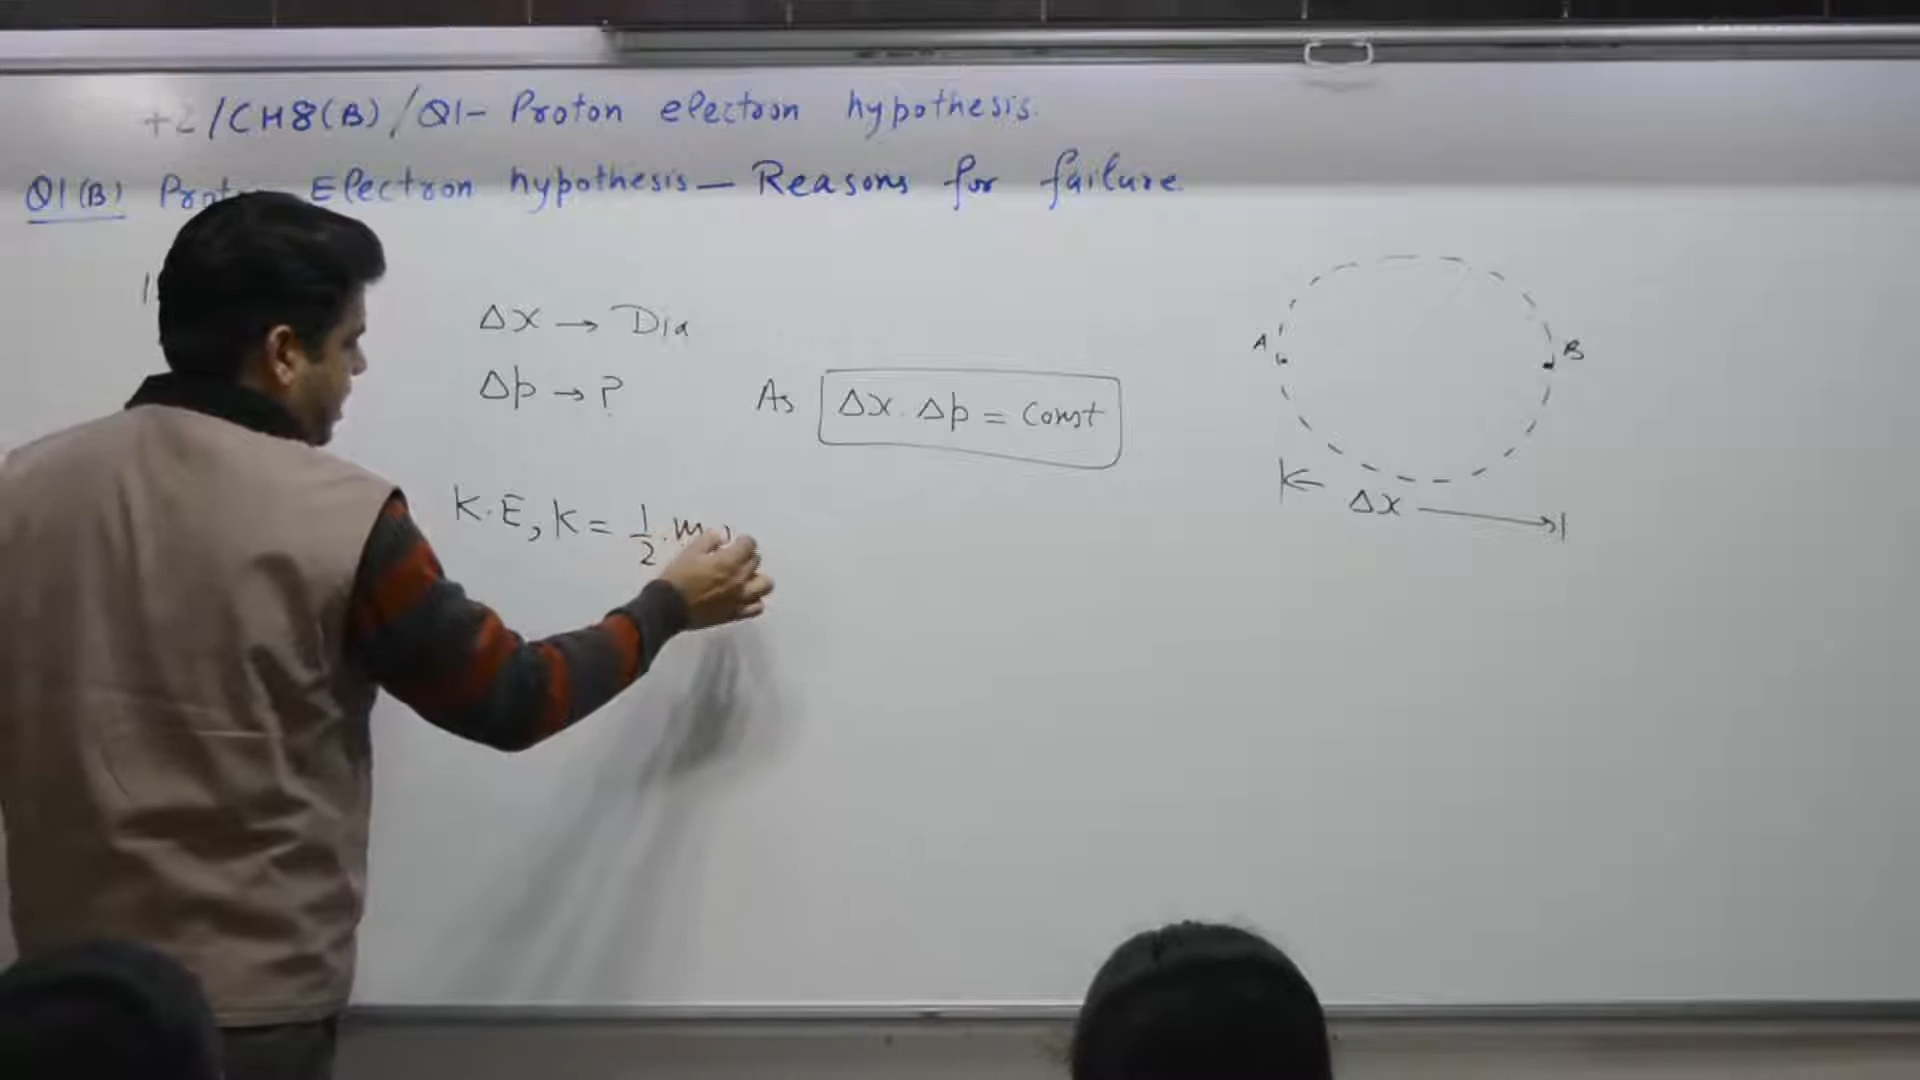 +2/CH8(B)/Q1- Proton electron hypothesis.
Q1(B) Electron hypothesis — Reasons for failure
Δx → Dia
Δp → ?
As Δx. Δp = Const
K.E, K = 1/2 . m
A
B
Δx